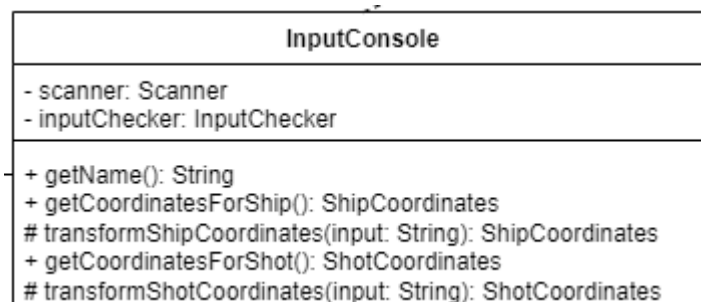 InputConsole
- scanner: Scanner
- inputChecker: InputChecker
+ getName(): String
+ getCoordinatesForShip(): ShipCoordinates
# transformShipCoordinates(input: String): ShipCoordinates
+ getCoordinatesForShot(): ShotCoordinates
# transformShotCoordinates(input: String): ShotCoordinates